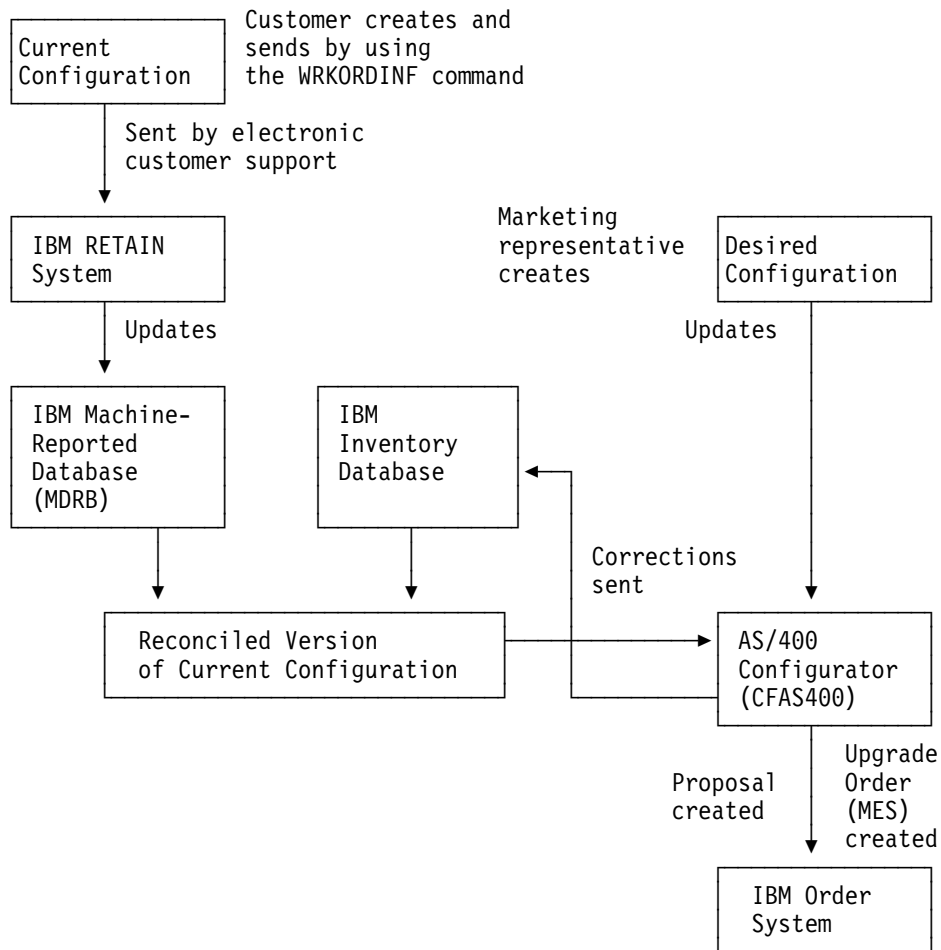 Current
Configuration
Customer creates and
sends by using
the WRKORDINF command
Sent by electronic
customer support
IBM RETAIN
System
Marketing
representative
creates
Desired
Configuration
Updates
Updates
IBM Machine-
Reported
Database
(MDRB)
IBM
Inventory
Database
Corrections
sent
Reconciled Version
of Current Configuration
AS/400
Configurator
(CFAS400)
Proposal
created
Upgrade
Order
(MES)
created
IBM Order
System